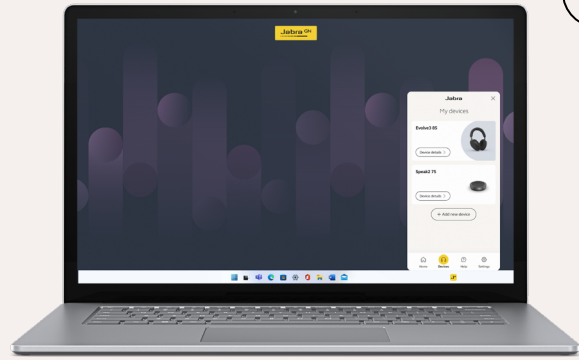 Jabra GN
Jabra
My devices
Evolve3 85
Device details >
Speak2 75
Device details >
+ Add new device
Home
Devices
Help
Settings